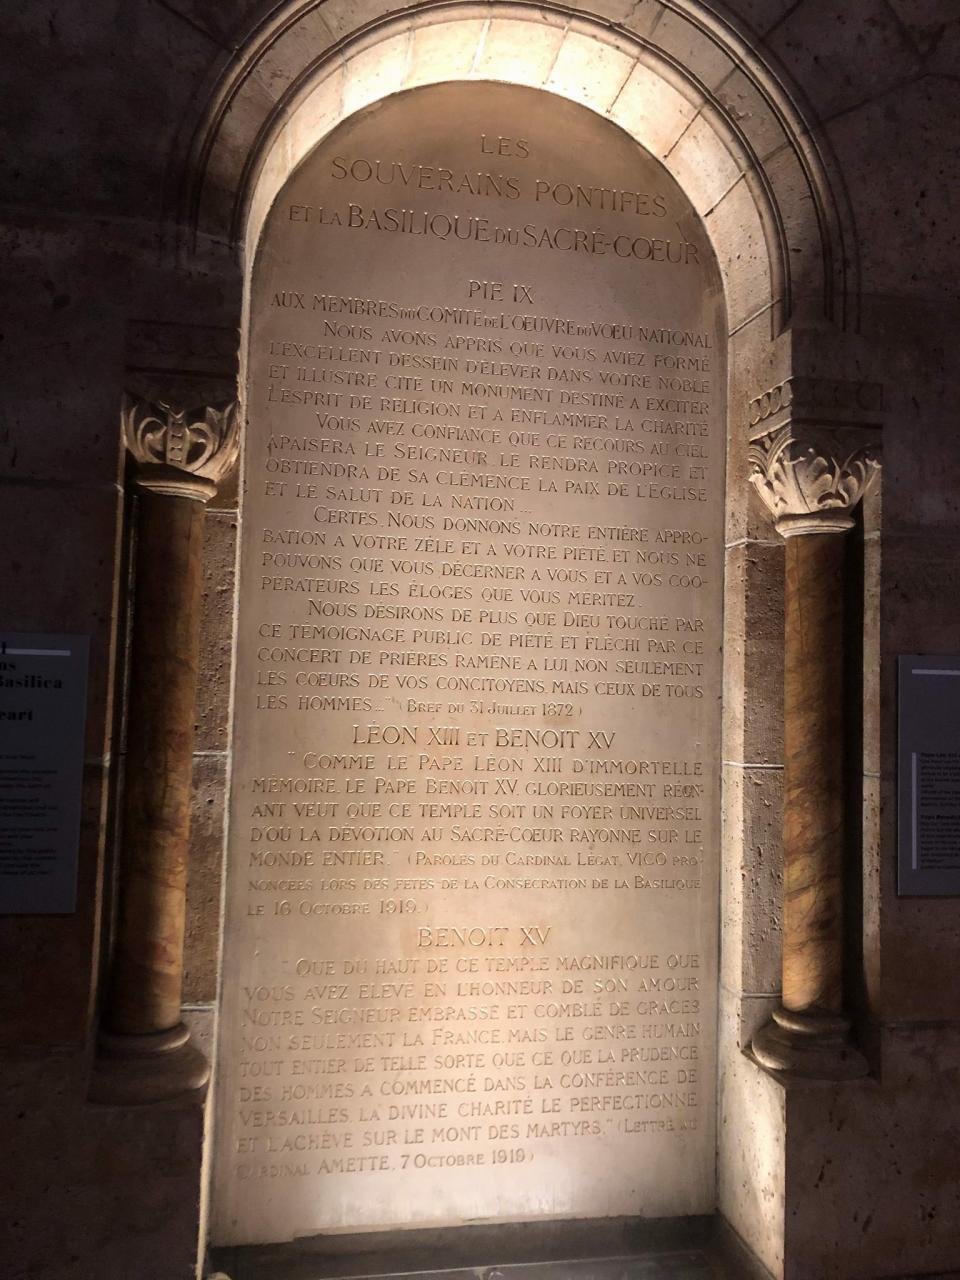 LES
SOUVERAINS PONTIFES
ET LA BASILIQUE DU SACRÉ-COEUR
PIE IX
AUX MEMBRES DU COMITÉ DE L'OEUVRE DU VOEU NATIONAL
NOUS AVONS APPRIS QUE VOUS AVIEZ FORMÉ
L'EXCELLENT DESSEIN D'ÉLEVER DANS VOTRE NOBLE
ET ILLUSTRE CITÉ UN MONUMENT DESTINÉ A EXCITER
L'ESPRIT DE RELIGION ET A ENFLAMMER LA CHARITÉ
VOUS AVEZ CONFIANCE QUE CE RECOURS AU CIEL
APAISERA LE SEIGNEUR, LE RENDRA PROPICE ET
OBTIENDRA DE SA CLÉMENCE LA PAIX DE L'ÉGLISE
ET LE SALUT DE LA NATION...
CERTES, NOUS DONNONS NOTRE ENTIÈRE APPRO-
BATION A VOTRE ZÈLE ET A VOTRE PIÉTÉ, ET NOUS NE
POUVONS QUE VOUS DÉCERNER A VOUS ET A VOS COO-
PÉRATEURS LES ÉLOGES QUE VOUS MÉRITEZ.
NOUS DÉSIRONS DE PLUS QUE DIEU TOUCHÉ PAR
CE TÉMOIGNAGE PUBLIC DE PIÉTÉ ET FLÉCHI PAR CE
CONCERT DE PRIÈRES RAMÈNE A LUI NON SEULEMENT
LES COEURS DE VOS CONCITOYENS, MAIS CEUX DE TOUS
LES HOMMES..." (BREF DU 31 JUILLET 1872)
LÉON XIII ET BENOIT XV
"COMME LE PAPE LÉON XIII D'IMMORTELLE
MÉMOIRE, LE PAPE BENOIT XV, GLORIEUSEMENT RÉGN-
ANT VEUT QUE CE TEMPLE SOIT UN FOYER UNIVERSEL
D'OÙ LA DÉVOTION AU SACRÉ-COEUR RAYONNE SUR LE
MONDE ENTIER." (PAROLES DU CARDINAL LÉGAT, VICO PRO-
NONCÉES LORS DES FÊTES DE LA CONSÉCRATION DE LA BASILIQUE
LE 16 OCTOBRE 1919.)
BENOIT XV
"QUE DU HAUT DE CE TEMPLE MAGNIFIQUE QUE
VOUS AVEZ ÉLEVÉ EN L'HONNEUR DE SON AMOUR
NOTRE SEIGNEUR EMBRASSE ET COMBLE DE GRACES
NON SEULEMENT LA FRANCE, MAIS LE GENRE HUMAIN
TOUT ENTIER DE TELLE SORTE QUE CE QUE LA PRUDENCE
DES HOMMES A COMMENCÉ DANS LA CONFÉRENCE DE
VERSAILLES, LA DIVINE CHARITÉ LE PERFECTIONNE
ET L'ACHÈVE SUR LE MONT DES MARTYRS." (LETTRE AU
CARDINAL AMETTE, 7 OCTOBRE 1919)
Basilica